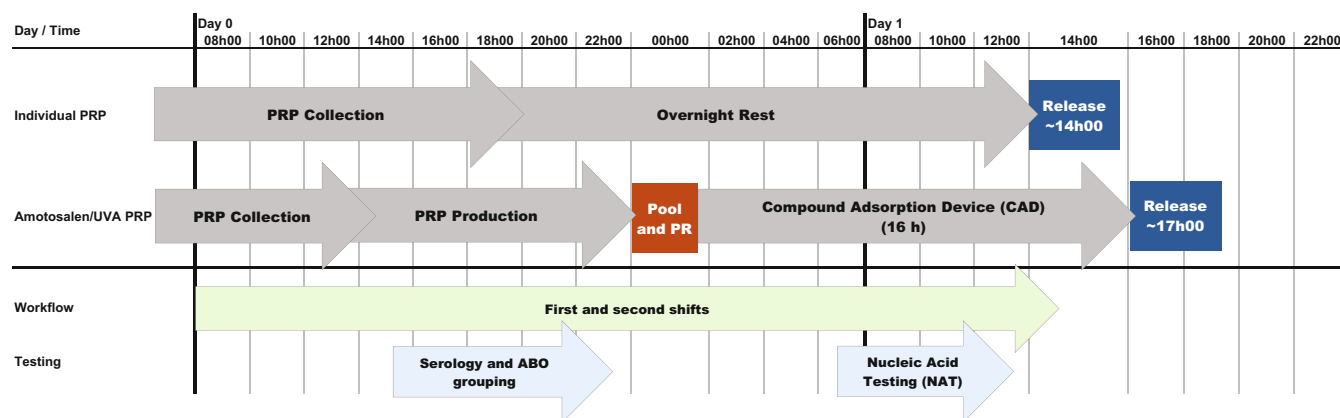 Day / Time
Day 0
Day 1
08h00 10h00 12h00 14h00 16h00 18h00 20h00 22h00 00h00 02h00 04h00 06h00 08h00 10h00 12h00 14h00 16h00 18h00 20h00 22h00
Individual PRP
PRP Collection
Overnight Rest
Release
~14h00
Amotosalen/UVA PRP
PRP Collection
PRP Production
Pool
and PR
Compound Adsorption Device (CAD)
(16 h)
Release
~17h00
Workflow
First and second shifts
Testing
Serology and ABO
grouping
Nucleic Acid
Testing (NAT)